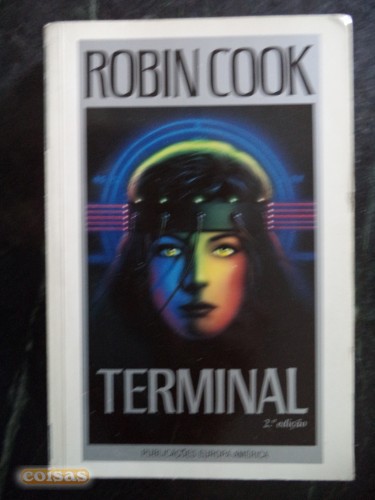 ROBIN COOK
TERMINAL
2.ª edição
PUBLICAÇÕES EUROPA-AMÉRICA
coisas